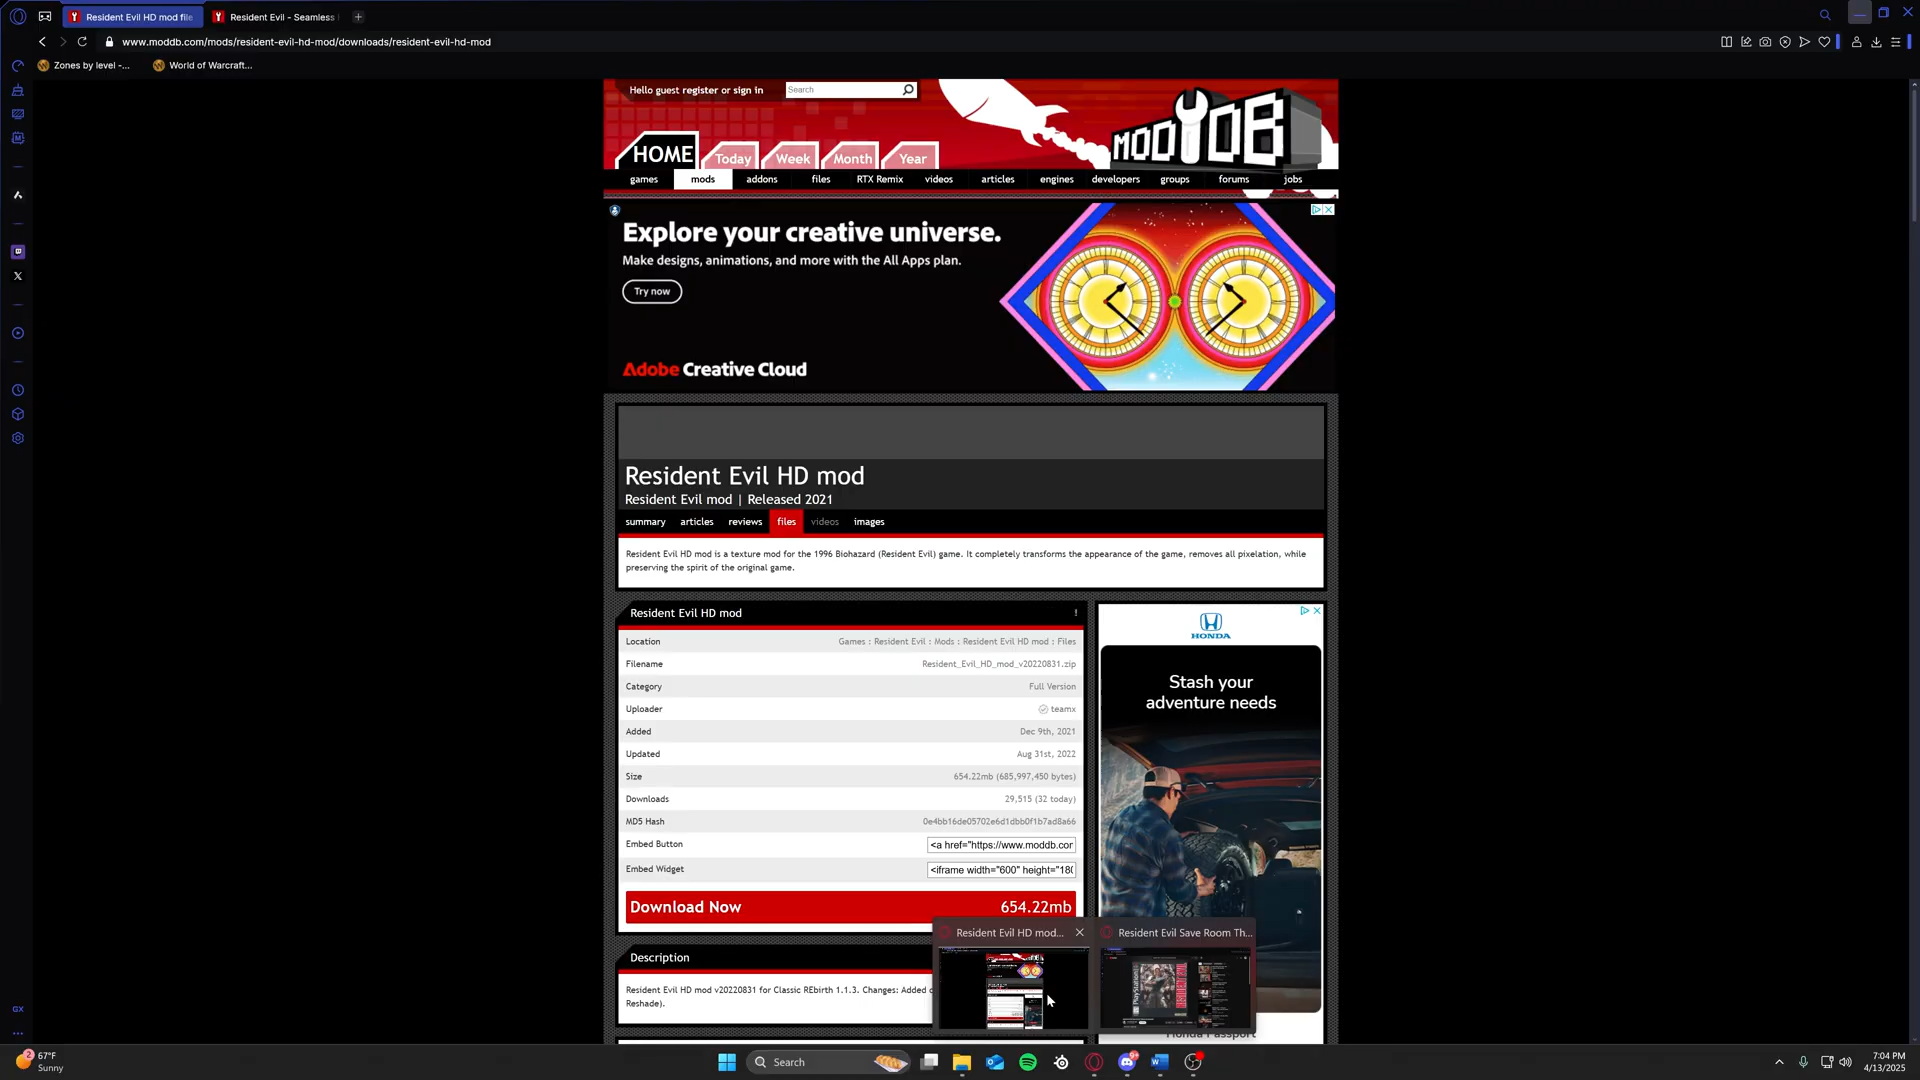 Resident Evil HD mod file
Resident Evil - Seamless
www.moddb.com/mods/resident-evil-hd-mod/downloads/resident-evil-hd-mod
Zones by level -...
World of Warcraft...
Hello guest register or sign in
Search
MOD DB
HOME
Today
Week
Month
Year
games
mods
addons
files
RTX Remix
videos
articles
engines
developers
groups
forums
jobs
Explore your creative universe.
Make designs, animations, and more with the All Apps plan.
Try now
Adobe Creative Cloud
Resident Evil HD mod
Resident Evil mod | Released 2021
summary
articles
reviews
files
videos
images
Resident Evil HD mod is a texture mod for the 1996 Biohazard (Resident Evil) game. It completely transforms the appearance of the game, removes all pixelation, while
preserving the spirit of the original game.
Resident Evil HD mod
!
Location
Games : Resident Evil : Mods : Resident Evil HD mod : Files
Filename
Resident_Evil_HD_mod_v20220831.zip
Category
Full Version
Uploader
teamx
Added
Dec 9th, 2021
Updated
Aug 31st, 2022
Size
654.22mb (685,997,450 bytes)
Downloads
29,515 (32 today)
MD5 Hash
0e4bb16de05702e6d1dbb0f1b7ad8a66
Embed Button
<a href="https://www.moddb.cor
Embed Widget
<iframe width="600" height="180
Download Now
654.22mb
Description
Resident Evil HD mod v20220831 for Classic REbirth 1.1.3. Changes: Added
Reshade).
HONDA
Stash your
adventure needs
Honda Passport
Resident Evil HD mod...
Resident Evil Save Room Th...
2
67°F
Sunny
Search
GX
7:04 PM
4/13/2025